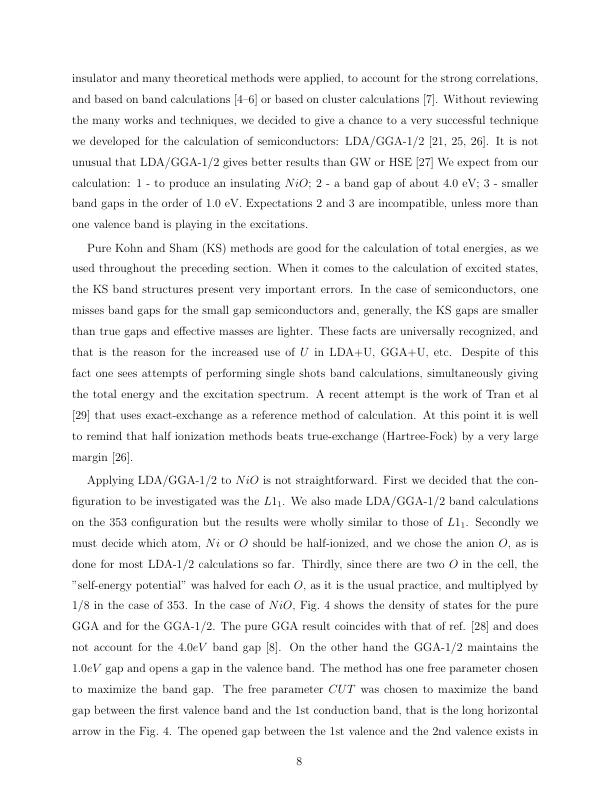 insulator and many theoretical methods were applied, to account for the strong correlations,
and based on band calculations [4–6] or based on cluster calculations [7]. Without reviewing
the many works and techniques, we decided to give a chance to a very successful technique
we developed for the calculation of semiconductors: LDA/GGA-1/2 [21, 25, 26]. It is not
unusual that LDA/GGA-1/2 gives better results than GW or HSE [27] We expect from our
calculation: 1 - to produce an insulating NiO; 2 - a band gap of about 4.0 eV; 3 - smaller
band gaps in the order of 1.0 eV. Expectations 2 and 3 are incompatible, unless more than
one valence band is playing in the excitations.
Pure Kohn and Sham (KS) methods are good for the calculation of total energies, as we
used throughout the preceding section. When it comes to the calculation of excited states,
the KS band structures present very important errors. In the case of semiconductors, one
misses band gaps for the small gap semiconductors and, generally, the KS gaps are smaller
than true gaps and effective masses are lighter. These facts are universally recognized, and
that is the reason for the increased use of U in LDA+U, GGA+U, etc. Despite of this
fact one sees attempts of performing single shots band calculations, simultaneously giving
the total energy and the excitation spectrum. A recent attempt is the work of Tran et al
[29] that uses exact-exchange as a reference method of calculation. At this point it is well
to remind that half ionization methods beats true-exchange (Hartree-Fock) by a very large
margin [26].
Applying LDA/GGA-1/2 to NiO is not straightforward. First we decided that the con-
figuration to be investigated was the L1₁. We also made LDA/GGA-1/2 band calculations
on the 353 configuration but the results were wholly similar to those of L1₁. Secondly we
must decide which atom, Ni or O should be half-ionized, and we chose the anion O, as is
done for most LDA-1/2 calculations so far. Thirdly, since there are two O in the cell, the
”self-energy potential” was halved for each O, as it is the usual practice, and multiplyed by
1/8 in the case of 353. In the case of NiO, Fig. 4 shows the density of states for the pure
GGA and for the GGA-1/2. The pure GGA result coincides with that of ref. [28] and does
not account for the 4.0eV band gap [8]. On the other hand the GGA-1/2 maintains the
1.0eV gap and opens a gap in the valence band. The method has one free parameter chosen
to maximize the band gap. The free parameter CUT was chosen to maximize the band
gap between the first valence band and the 1st conduction band, that is the long horizontal
arrow in the Fig. 4. The opened gap between the 1st valence and the 2nd valence exists in
8